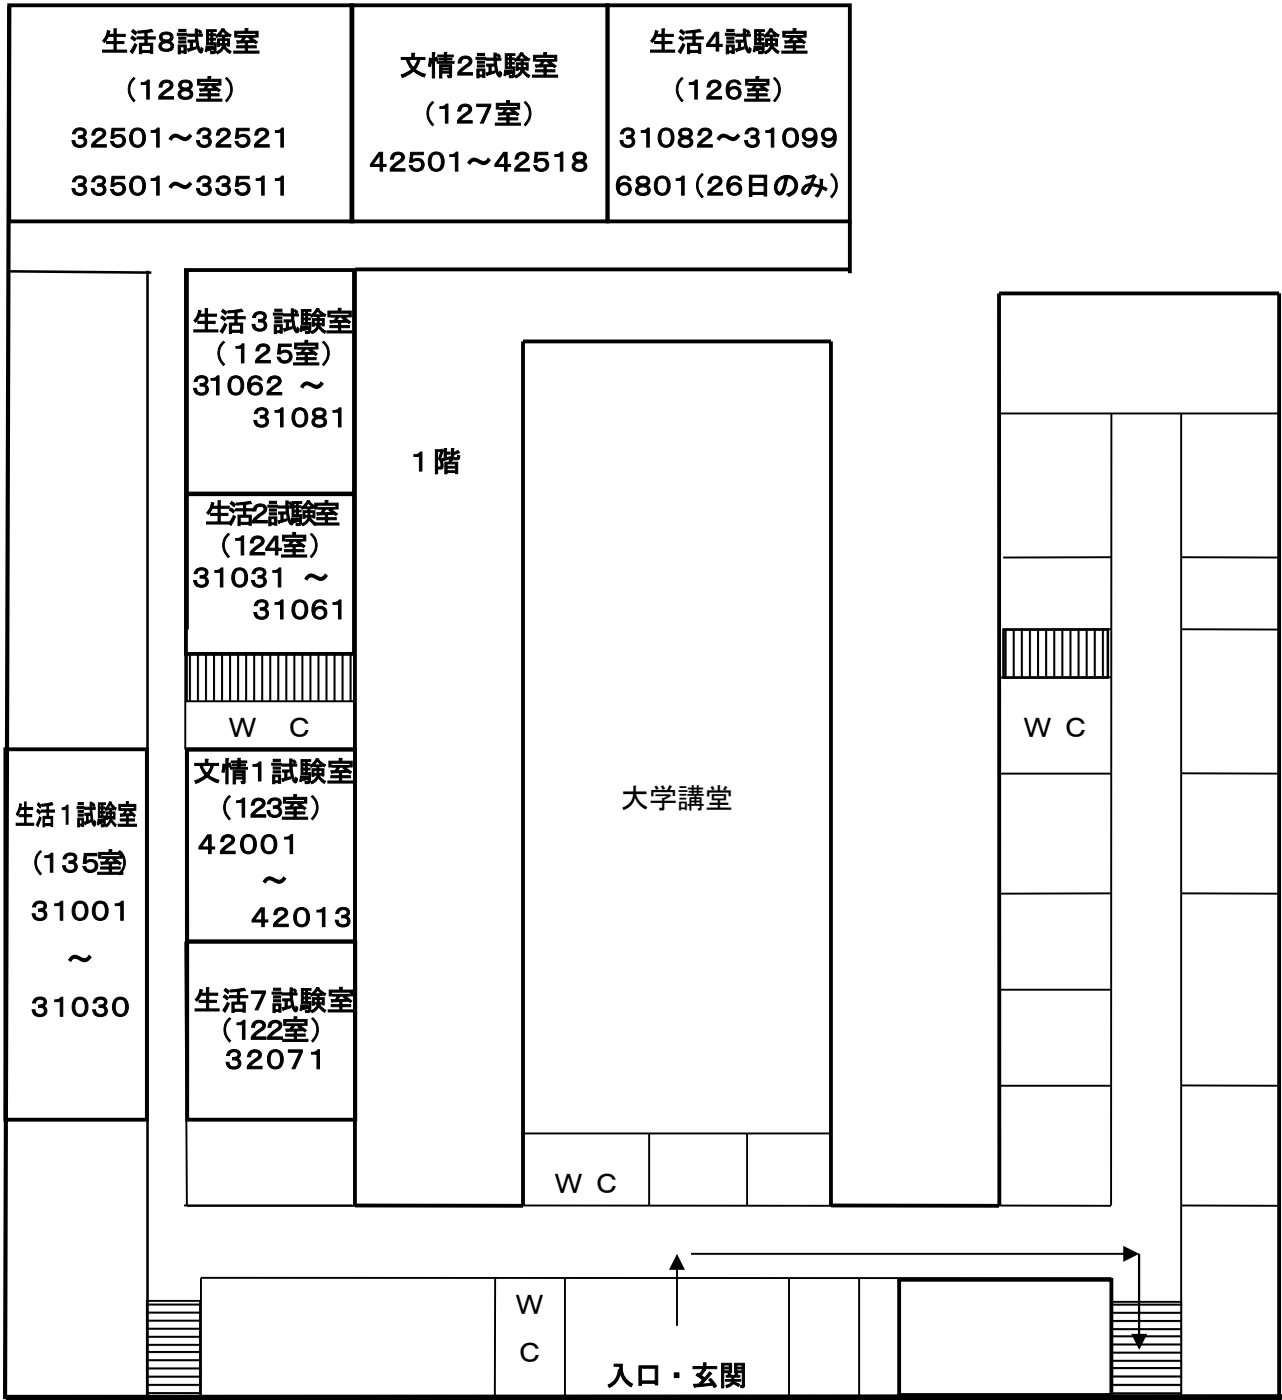 生活8試験室
（128室）
32501～32521
33501～33511
文情2試験室
（127室）
42501～42518
生活4試験室
（126室）
31082～31099
6801（26日のみ）
生活３試験室
（１２５室）
31062 ～
31081
１階
生活2試験室
（124室）
31031 ～
31061
Ｗ Ｃ
Ｗ Ｃ
文情１試験室
（123室）
42001
～
42013
大学講堂
生活１試験室
（135室）
31001
～
31030
生活７試験室
（122室）
32071
Ｗ Ｃ
Ｗ
Ｃ
入口・玄関